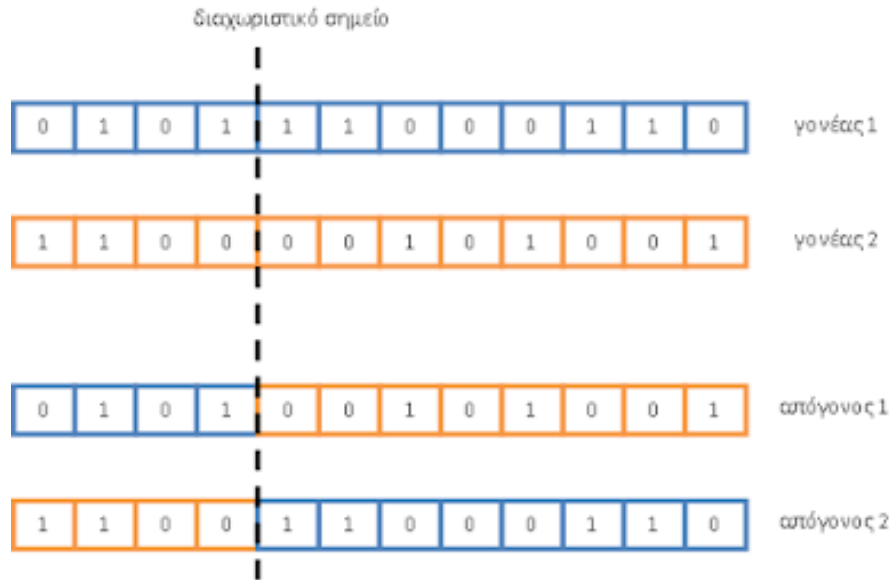 διαχωριστικό σημείο
0 1 0 1 1 1 0 0 0 1 1 0 γονέας 1
1 1 0 0 0 0 1 0 1 0 0 1 γονέας 2
0 1 0 1 0 0 1 0 1 0 0 1 απόγονος 1
1 1 0 0 1 1 0 0 0 1 1 0 απόγονος 2